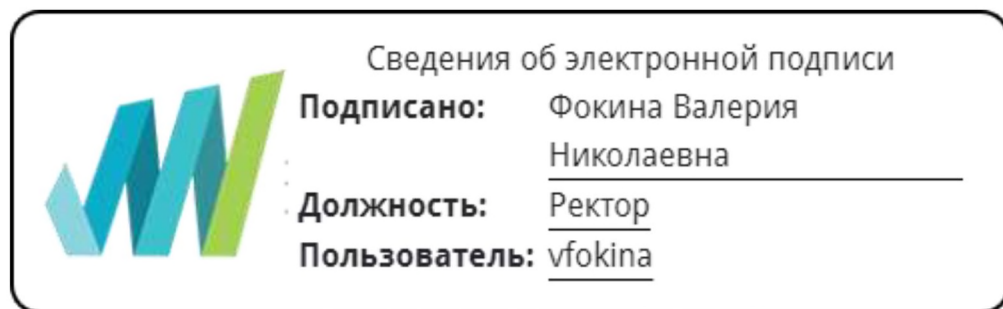 Сведения об электронной подписи
Подписано: Фокина Валерия
Николаевна
Должность: Ректор
Пользователь: vfokina